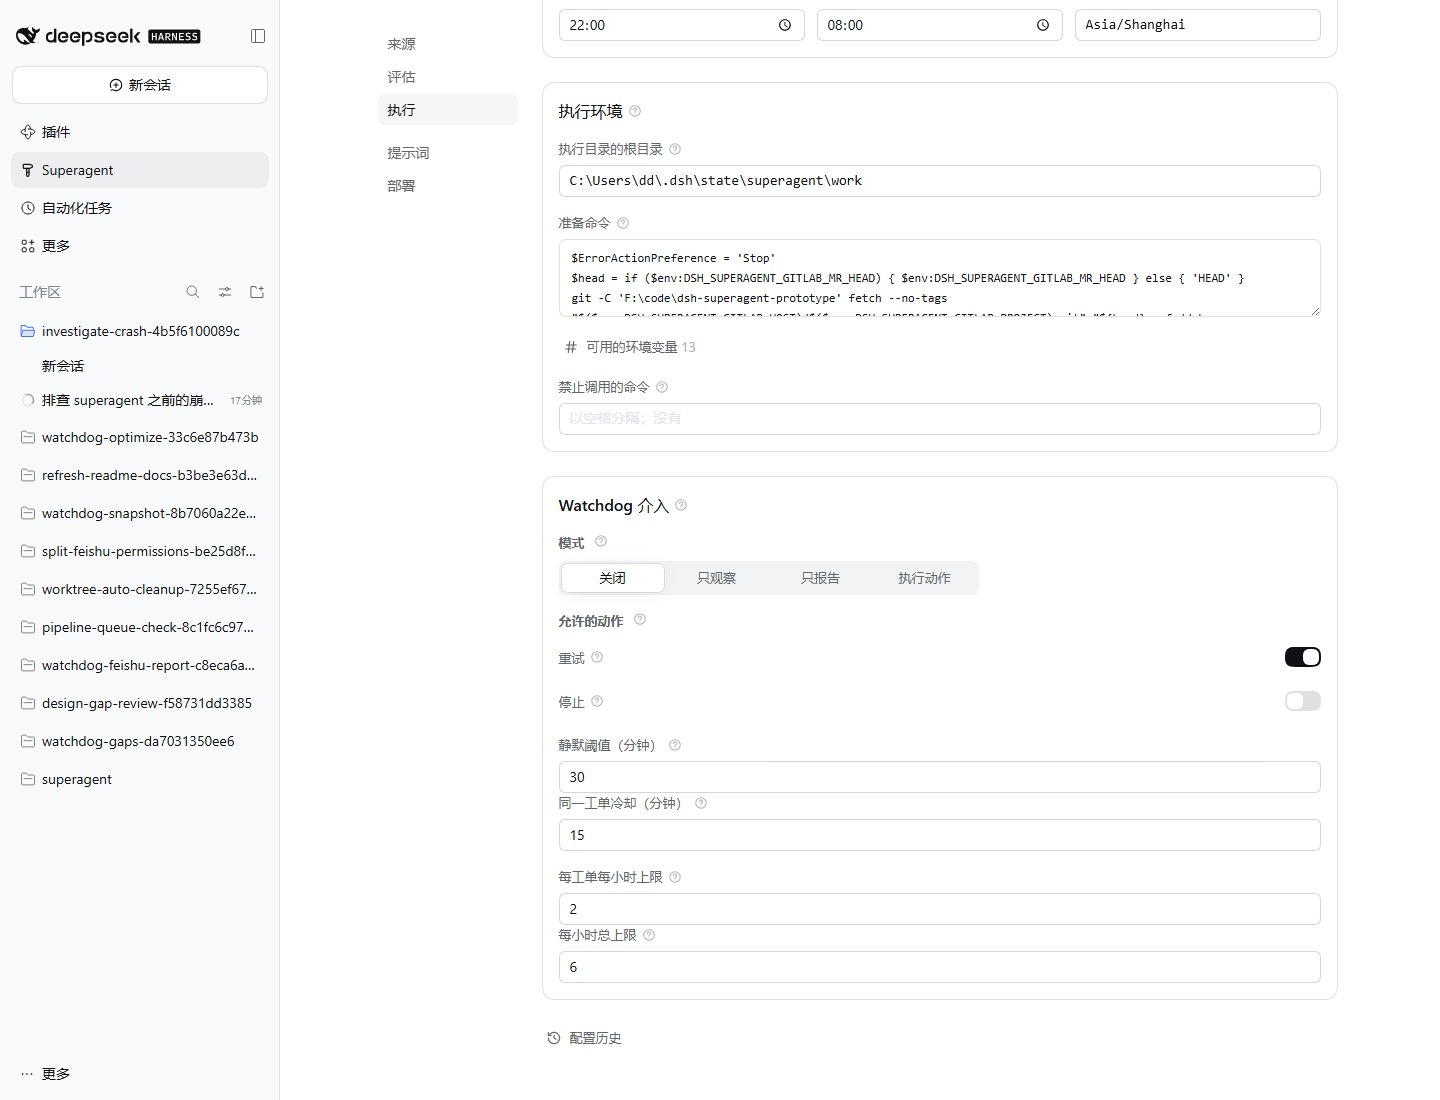 deepseek HARNESS
新会话
插件
Superagent
自动化任务
更多
工作区
investigate-crash-4b5f6100089c
新会话
排查 superagent 之前的崩... 17分钟
watchdog-optimize-33c6e87b473b
refresh-readme-docs-b3be3e63d...
watchdog-snapshot-8b7060a22e...
split-feishu-permissions-be25d8f...
worktree-auto-cleanup-7255ef67...
pipeline-queue-check-8c1fc6c97...
watchdog-feishu-report-c8eca6a...
design-gap-review-f58731dd3385
watchdog-gaps-da7031350ee6
superagent
更多
来源
评估
执行
提示词
部署
22:00 08:00 Asia/Shanghai
执行环境
执行目录的根目录
C:\Users\dd\.dsh\state\superagent\work
准备命令
$ErrorActionPreference = 'Stop'
$head = if ($env:DSH_SUPERAGENT_GITLAB_MR_HEAD) { $env:DSH_SUPERAGENT_GITLAB_MR_HEAD } else { 'HEAD' }
git -C 'F:\code\dsh-superagent-prototype' fetch --no-tags
可用的环境变量 13
禁止调用的命令
以空格分隔；没有
Watchdog 介入
模式
关闭 只观察 只报告 执行动作
允许的动作
重试
停止
静默阈值（分钟）
30
同一工单冷却（分钟）
15
每工单每小时上限
2
每小时总上限
6
配置历史